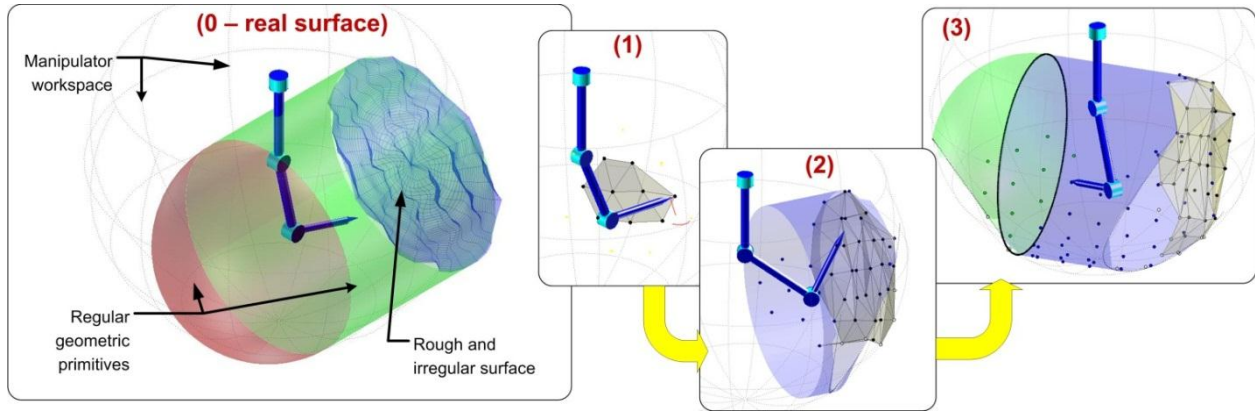 (0 – real surface)
Manipulator
workspace
Regular
geometric
primitives
Rough and
irregular surface
(1)
(2)
(3)